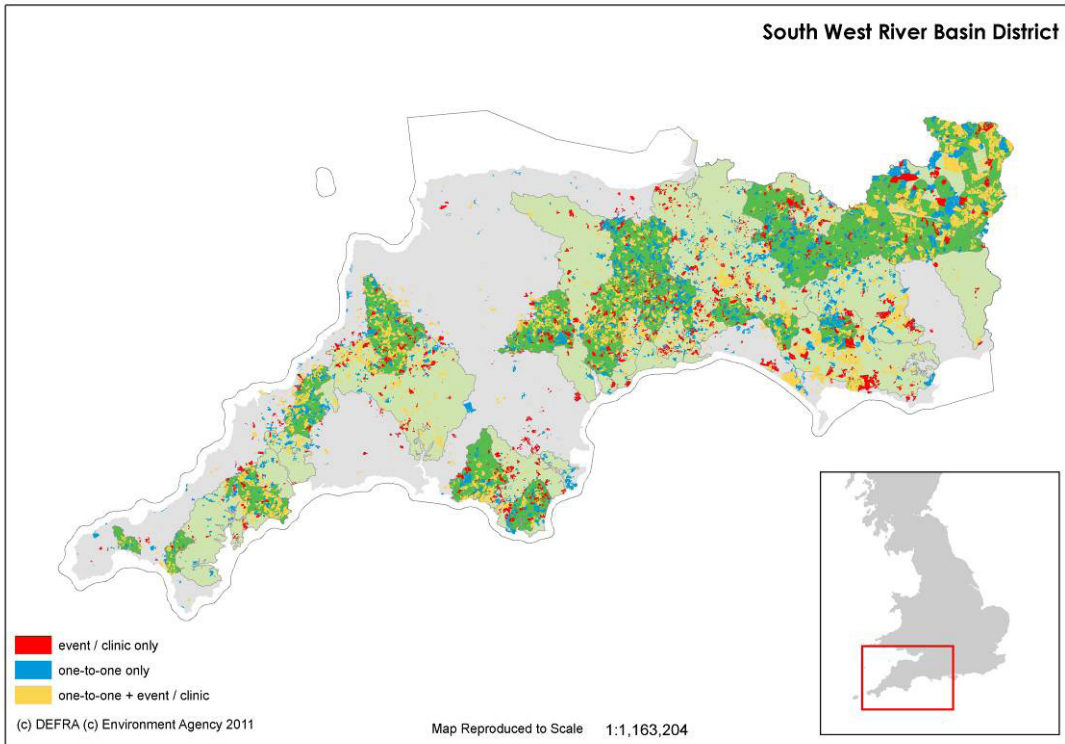 South West River Basin District
event / clinic only
one-to-one only
one-to-one + event / clinic
(c) DEFRA (c) Environment Agency 2011
Map Reproduced to Scale 1:1,163,204